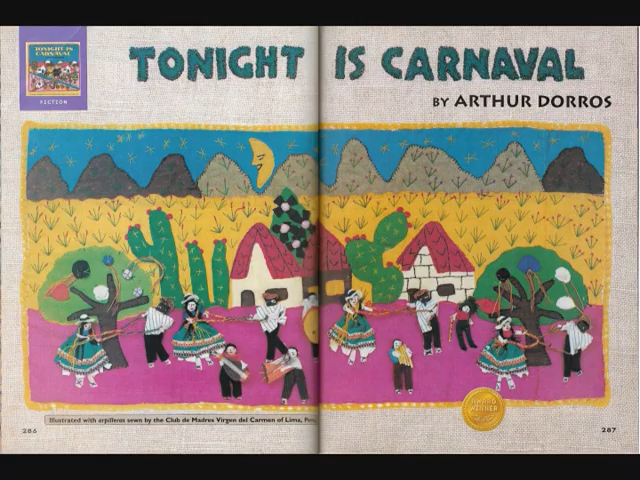 TONIGHT IS
CARNAVAL
FICTION
TONIGHT IS CARNAVAL
BY ARTHUR DORROS
Illustrated with arpilleras sewn by the Club de Madres Virgen del Carmen of Lima,
AWARD
WINNER
286
287